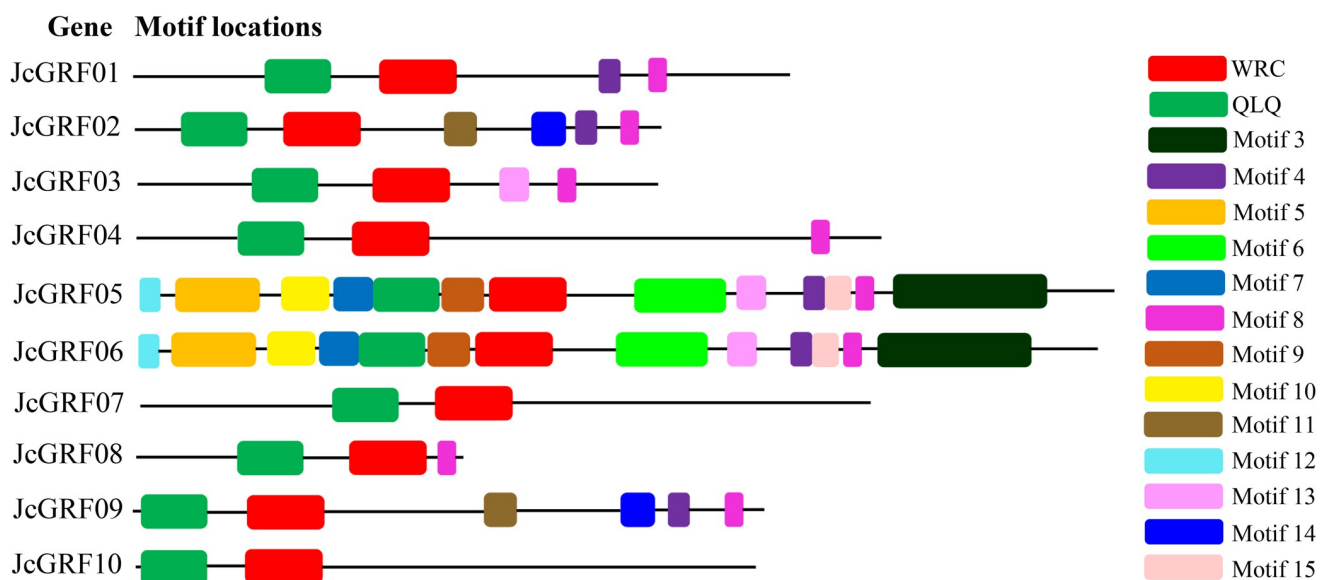 Gene Motif locations
JcGRF01
JcGRF02
JcGRF03
JcGRF04
JcGRF05
JcGRF06
JcGRF07
JcGRF08
JcGRF09
JcGRF10
WRC
QLQ
Motif 3
Motif 4
Motif 5
Motif 6
Motif 7
Motif 8
Motif 9
Motif 10
Motif 11
Motif 12
Motif 13
Motif 14
Motif 15